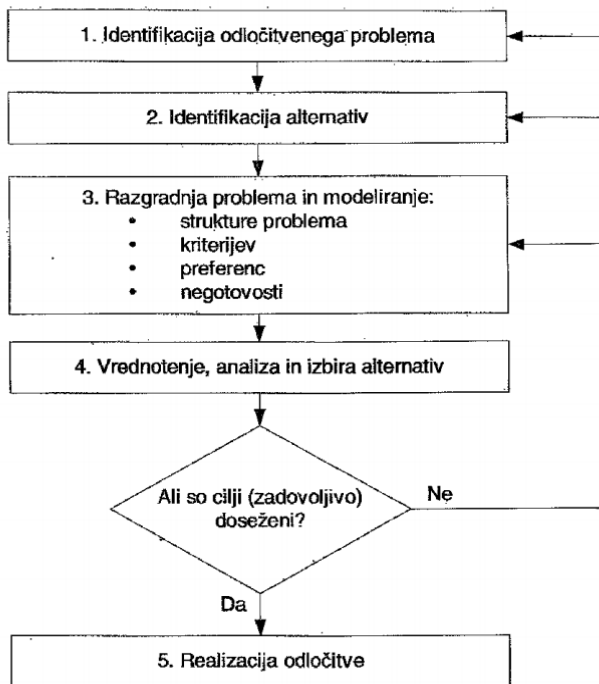 1. Identifikacija odločitvenega problema
2. Identifikacija alternativ
3. Razgradnja problema in modeliranje:
• strukture problema
• kriterijev
• preferenc
• negotovosti
4. Vrednotenje, analiza in izbira alternativ
Ali so cilji (zadovoljivo)
doseženi?
Ne
Da
5. Realizacija odločitve